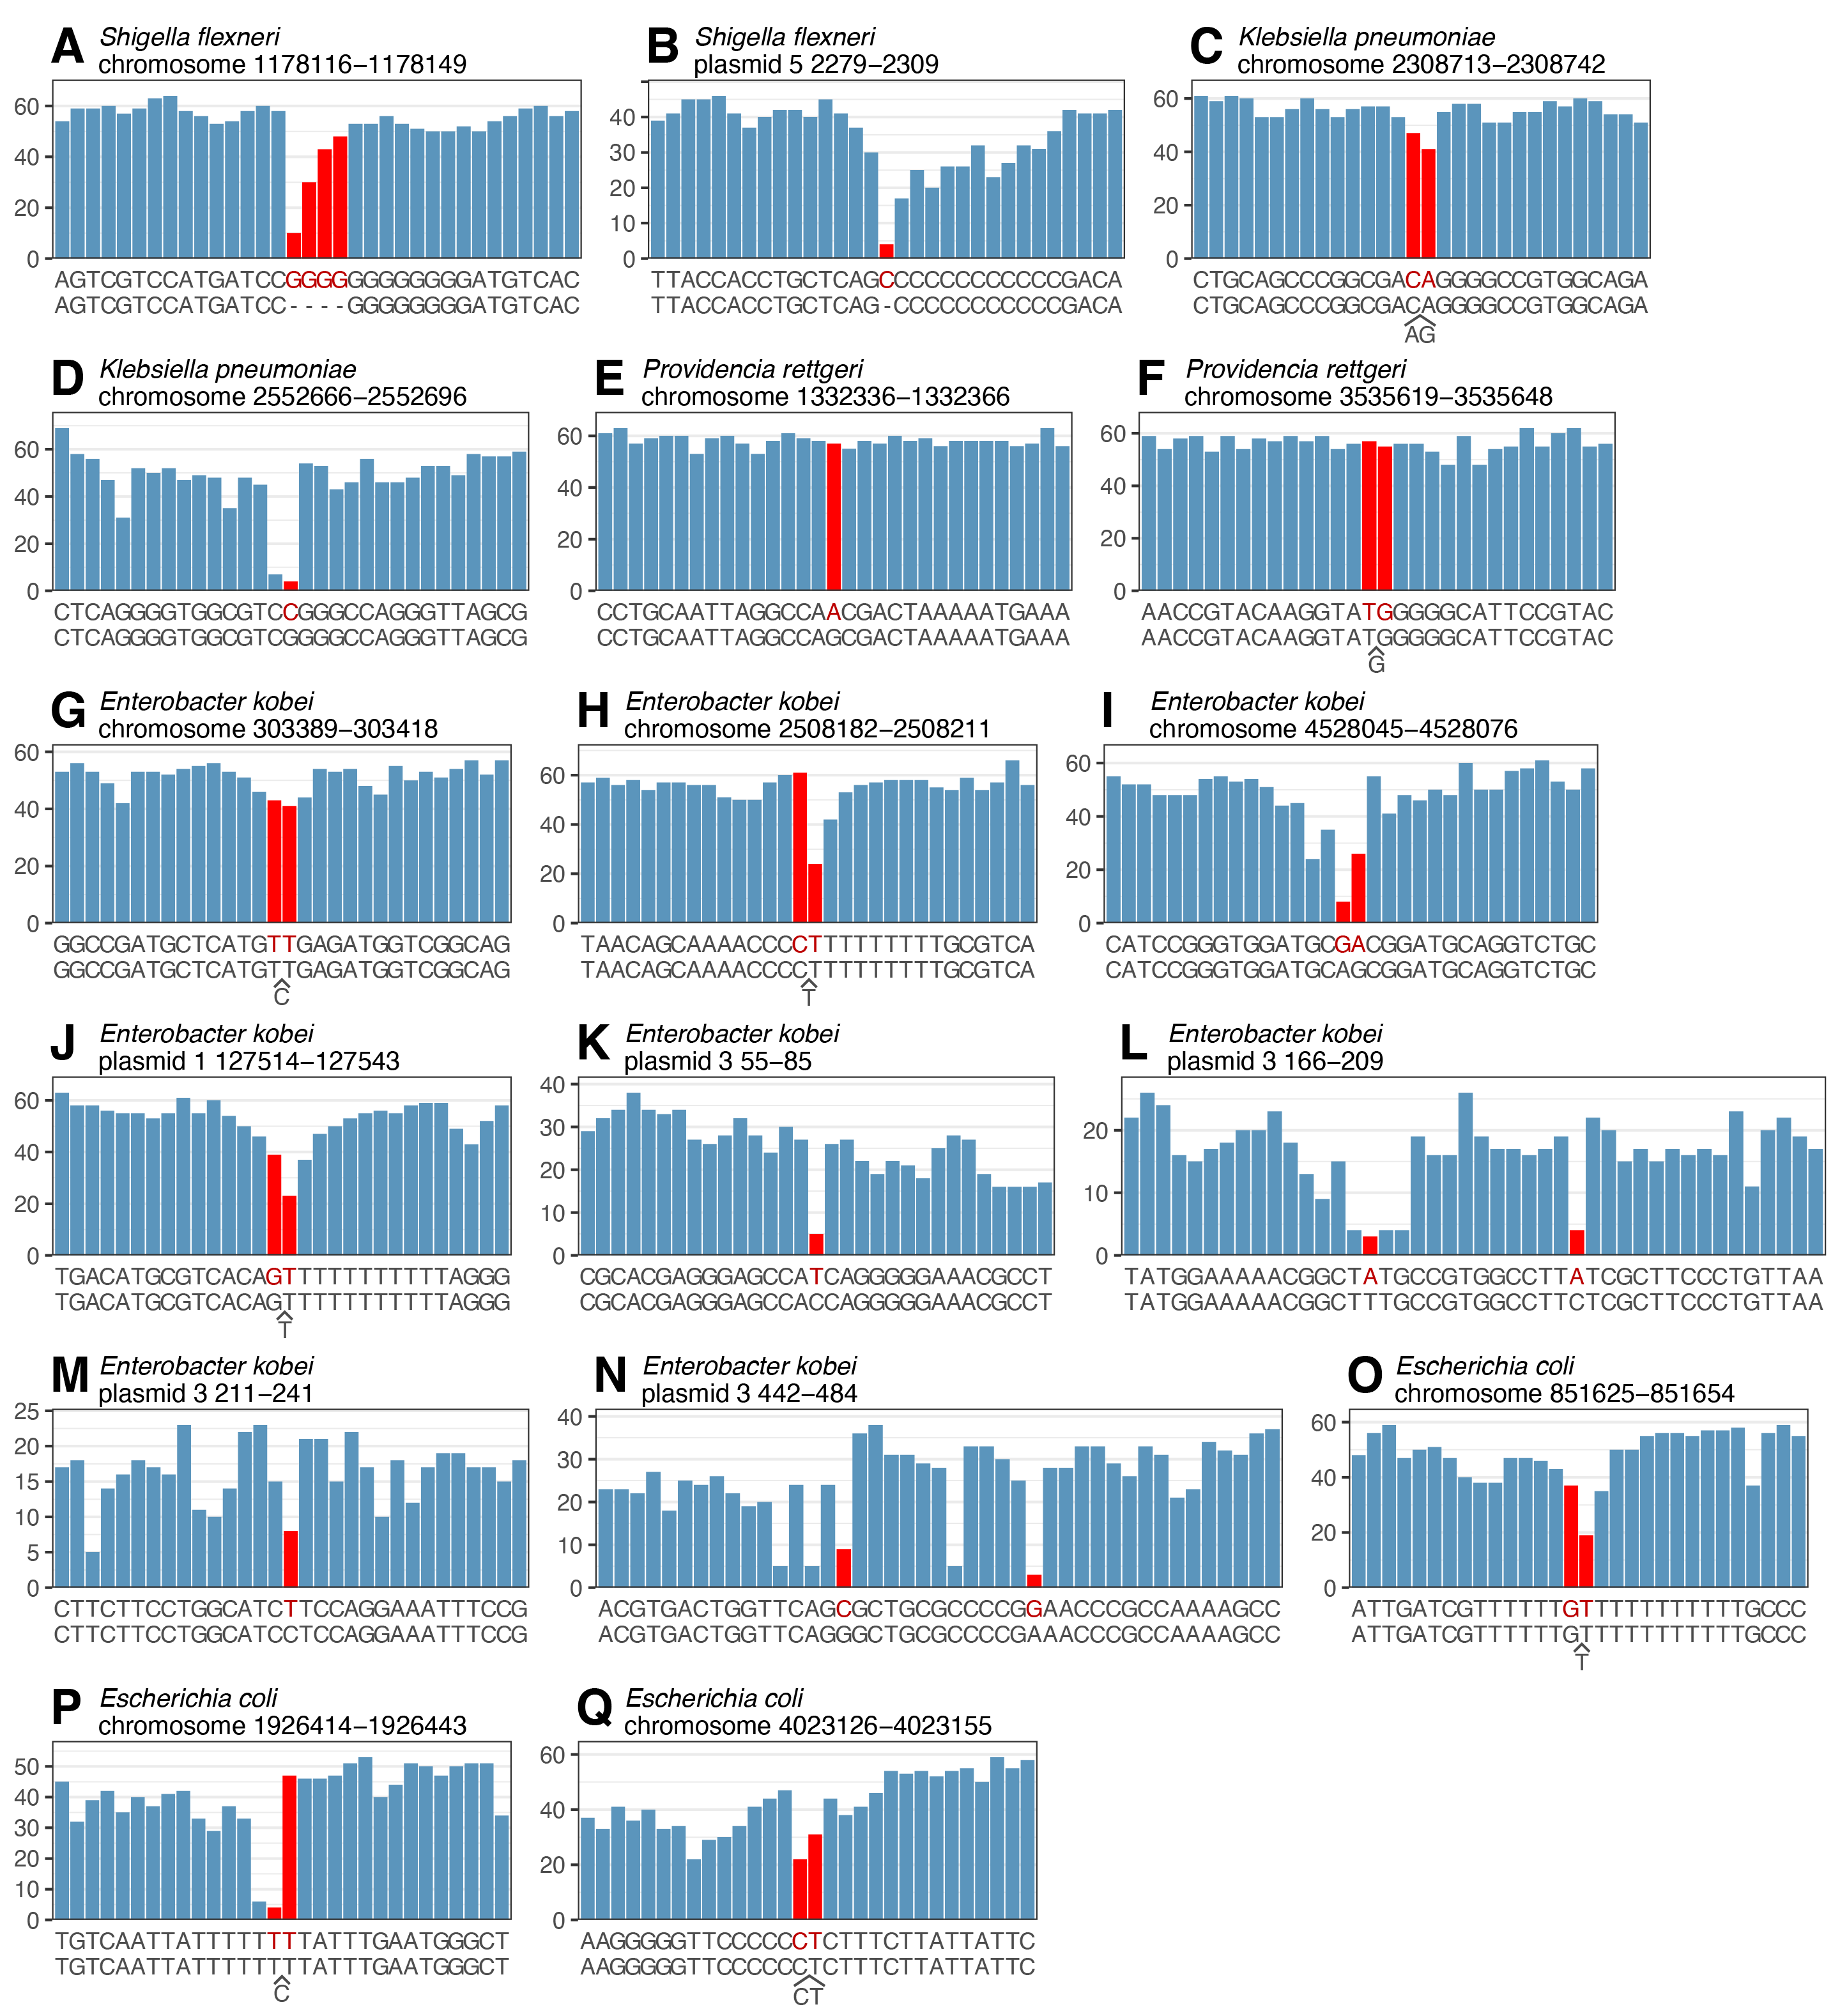 A Shigella flexneri
chromosome 1178116−1178149
60
40
20
0
AGTCGTCCATGATCCGGGGGGGGGGGGATGTCAC
AGTCGTCCATGATCC----GGGGGGGGATGTCAC
B Shigella flexneri
plasmid 5 2279−2309
40
30
20
10
0
TTACCACCTGCTCAGCCCCCCCCCCCCGACA
TTACCACCTGCTCAG-CCCCCCCCCCCGACA
C Klebsiella pneumoniae
chromosome 2308713−2308742
60
40
20
0
CTGCAGCCCGGCGACAGGGGCCGTGGCAGA
CTGCAGCCCGGCGACAGGGGCCGTGGCAGA
AG
D Klebsiella pneumoniae
chromosome 2552666−2552696
60
40
20
0
CTCAGGGGTGGCGTCCGGGCCAGGGTTAGCG
CTCAGGGGTGGCGTCGGGGCCAGGGTTAGCG
E Providencia rettgeri
chromosome 1332336−1332366
60
40
20
0
CCTGCAATTAGGCCAACGACTAAAAATGAAA
CCTGCAATTAGGCCAGCGACTAAAAATGAAA
F Providencia rettgeri
chromosome 3535619−3535648
60
40
20
0
AACCGTACAAGGTATGGGGGCATTCCGTAC
AACCGTACAAGGTATGGGGGCATTCCGTAC
G
G Enterobacter kobei
chromosome 303389−303418
60
40
20
0
GGCCGATGCTCATGTTGAGATGGTCGGCAG
GGCCGATGCTCATGTTGAGATGGTCGGCAG
C
H Enterobacter kobei
chromosome 2508182−2508211
60
40
20
0
TAACAGCAAAACCCCTTTTTTTTTGCGTCA
TAACAGCAAAACCCCTTTTTTTTTGCGTCA
T
I Enterobacter kobei
chromosome 4528045−4528076
60
40
20
0
CATCCGGGTGGATGCGACGGATGCAGGTCTGC
CATCCGGGTGGATGCAGCGGATGCAGGTCTGC
J Enterobacter kobei
plasmid 1 127514−127543
60
40
20
0
TGACATGCGTCACAGTTTTTTTTTTTAGGG
TGACATGCGTCACAGTTTTTTTTTTTAGGG
T
K Enterobacter kobei
plasmid 3 55−85
40
30
20
10
0
CGCACGAGGGAGCCATCAGGGGGAAACGCCT
CGCACGAGGGAGCCACCAGGGGGAAACGCCT
L Enterobacter kobei
plasmid 3 166−209
20
10
0
TATGGAAAAACGGCTATGCCGTGGCCTTATCGCTTCCCTGTTAA
TATGGAAAAACGGCTTTGCCGTGGCCTTCTCGCTTCCCTGTTAA
M Enterobacter kobei
plasmid 3 211−241
25
20
15
10
5
0
CTTCTTCCTGGCATCTTCCAGGAAATTTCCG
CTTCTTCCTGGCATCCTCCAGGAAATTTCCG
N Enterobacter kobei
plasmid 3 442−484
40
30
20
10
0
ACGTGACTGGTTCAGCGCTGCGCCCCGGAACCCGCCAAAAGCC
ACGTGACTGGTTCAGGGCTGCGCCCCGAAACCCGCCAAAAGCC
O Escherichia coli
chromosome 851625−851654
60
40
20
0
ATTGATCGTTTTTTGTTTTTTTTTTTGCCC
ATTGATCGTTTTTTGTTTTTTTTTTTGCCC
T
P Escherichia coli
chromosome 1926414−1926443
50
40
30
20
10
0
TGTCAATTATTTTTTTTATTTGAATGGGCT
TGTCAATTATTTTTTTTATTTGAATGGGCT
C
Q Escherichia coli
chromosome 4023126−4023155
60
40
20
0
AAGGGGGTTCCCCCCTCTTTCTTATTATTC
AAGGGGGTTCCCCCCTCTTTCTTATTATTC
CT